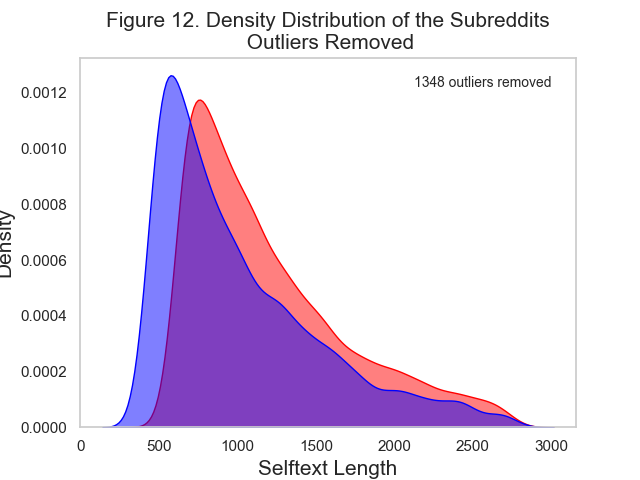 Figure 12. Density Distribution of the Subreddits
Outliers Removed
1348 outliers removed
Density
0.0012
0.0010
0.0008
0.0006
0.0004
0.0002
0.0000
0 500 1000 1500 2000 2500 3000
Selftext Length